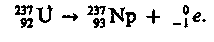 ²³⁷₉₂U → ²³⁷₉₃Np + ⁰₋₁e.